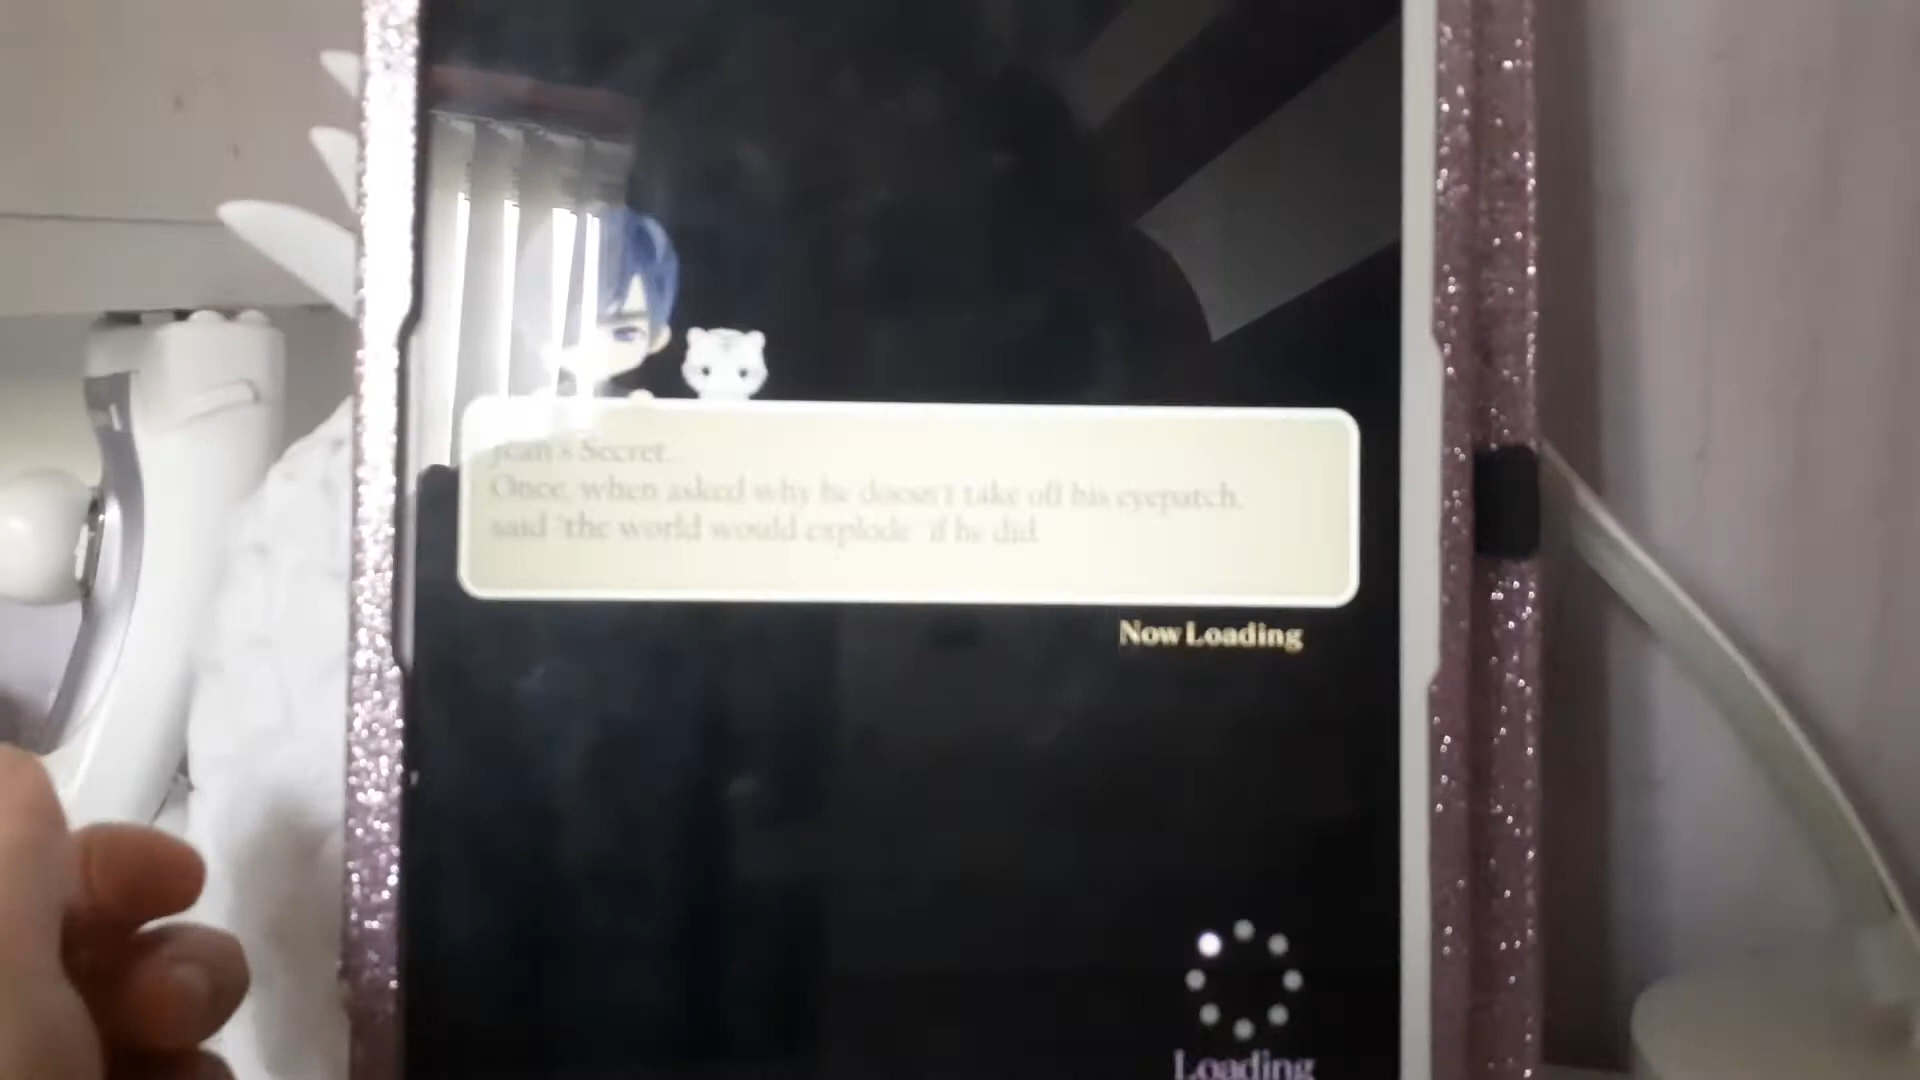 Jean's Secret.
Once, when asked why he doesn't take off his eyepatch,
said "the world would explode" if he did.
Now Loading
Loading